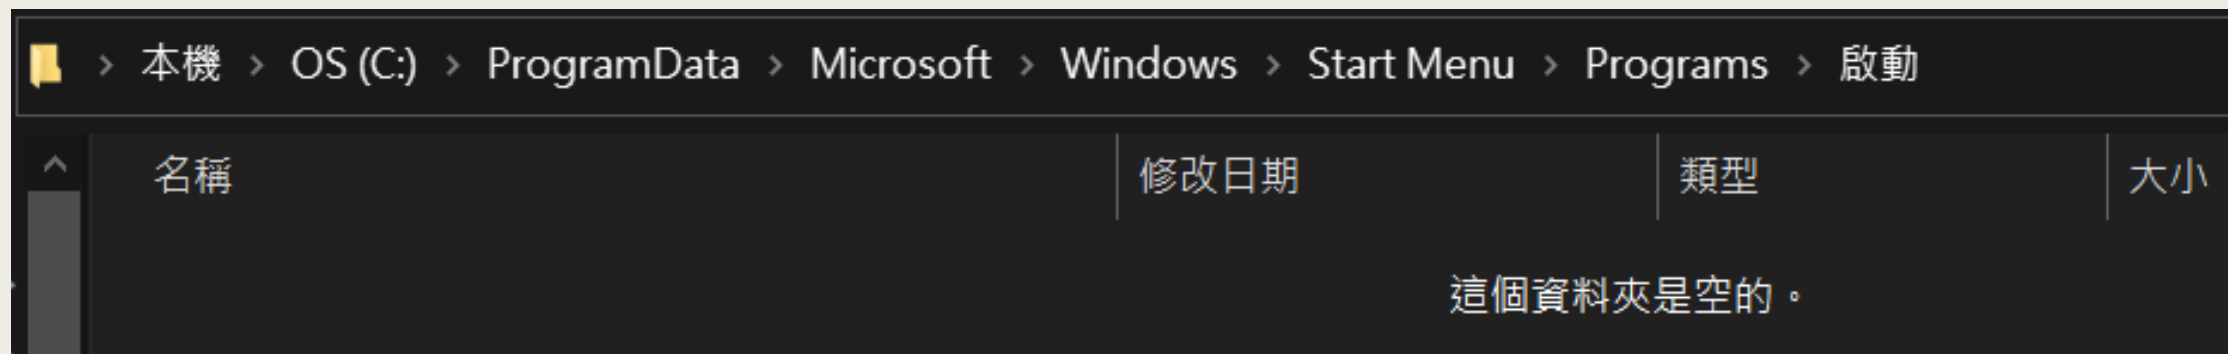 本機 > OS (C:) > ProgramData > Microsoft > Windows > Start Menu > Programs > 啟動
名稱 修改日期 類型 大小
這個資料夾是空的。